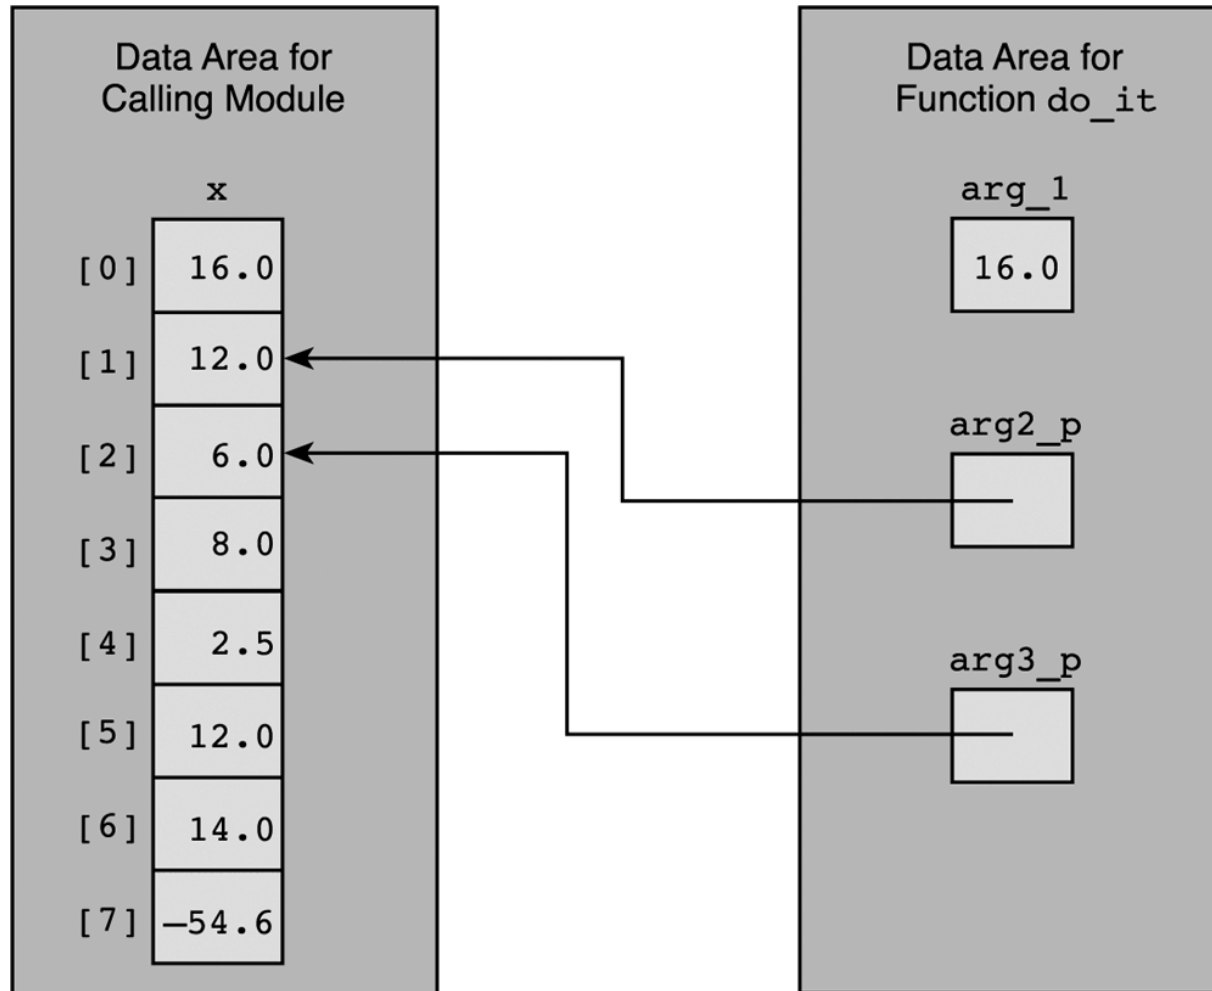 Data Area for
Calling Module
x
[0] 16.0
[1] 12.0
[2] 6.0
[3] 8.0
[4] 2.5
[5] 12.0
[6] 14.0
[7] –54.6
Data Area for
Function do_it
arg_1
16.0
arg2_p
arg3_p